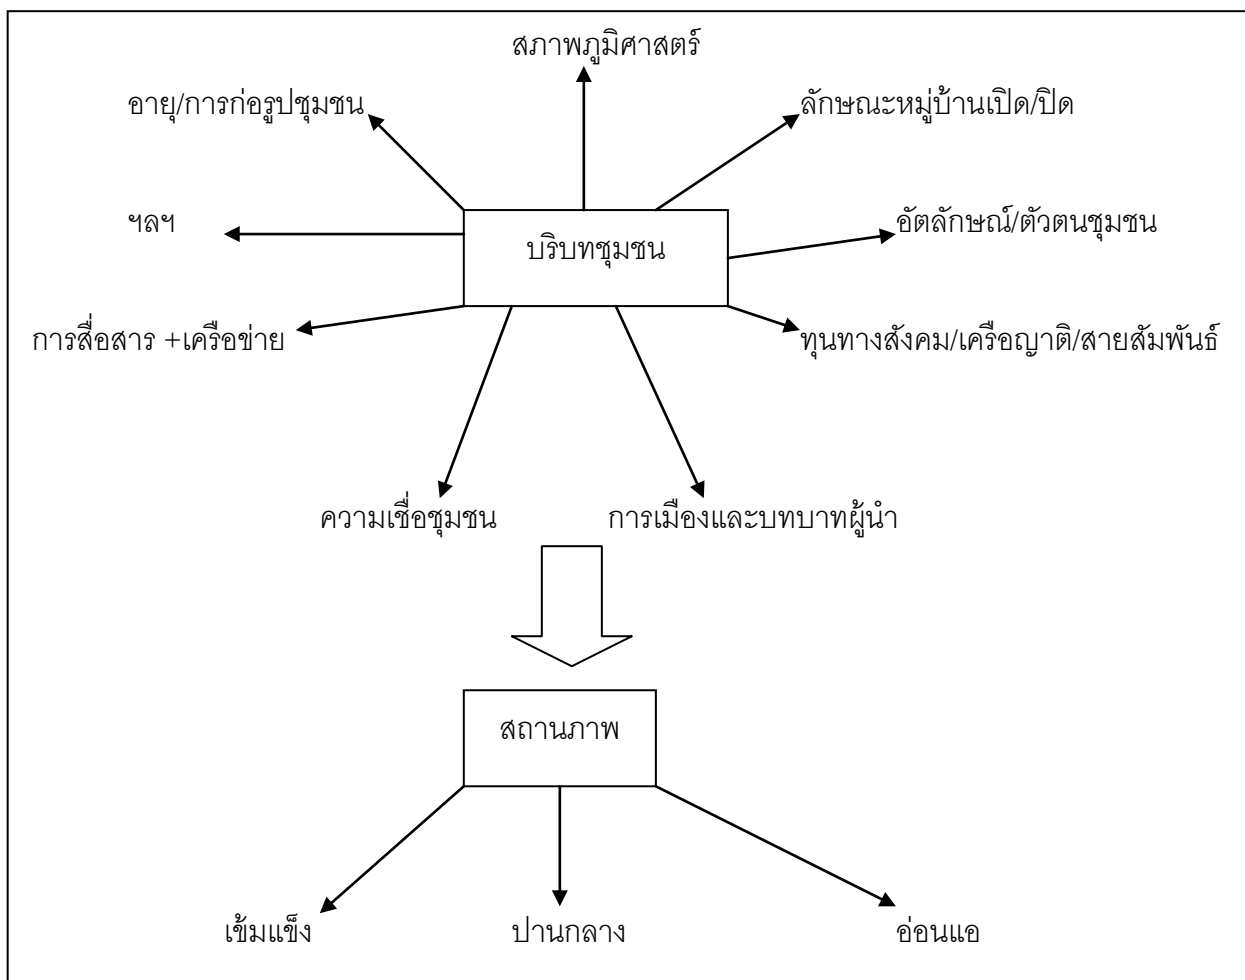 สภาพภูมิศาสตร์
อายุ/การก่อรูปชุมชน
ลักษณะหมู่บ้านเปิด/ปิด
ฯลฯ
อัตลักษณ์/ตัวตนชุมชน
บริบทชุมชน
การสื่อสาร +เครือข่าย
ทุนทางสังคม/เครือญาติ/สายสัมพันธ์
ความเชื่อชุมชน
การเมืองและบทบาทผู้นำ
สถานภาพ
เข้มแข็ง
ปานกลาง
อ่อนแอ